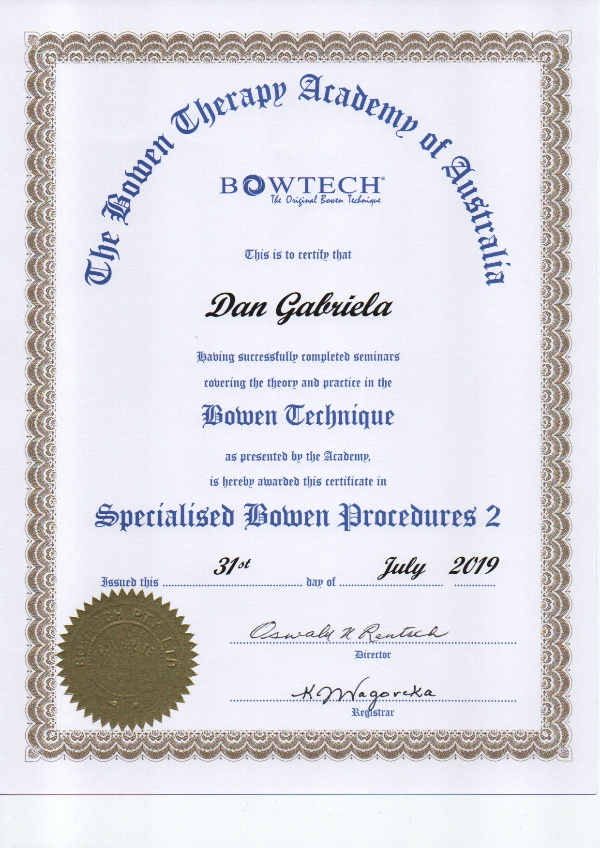 The Bowen Therapy Academy of Australia
BOWTECH®
The Original Bowen Technique
This is to certify that
Dan Gabriela
Having successfully completed seminars
covering the theory and practice in the
Bowen Technique
as presented by the Academy,
is hereby awarded this certificate in
Specialised Bowen Procedures 2
Issued this 31st day of July 2019
Oswald N Rentsch
Director
K Wagorcka
Registrar